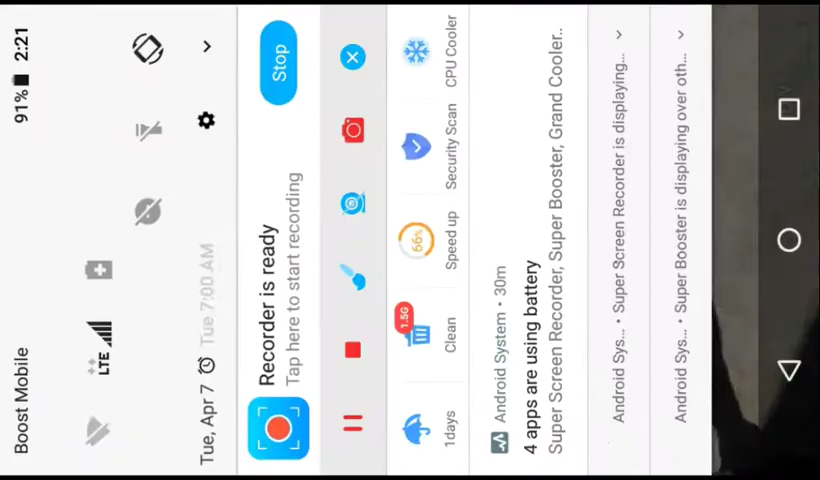 Boost Mobile
91%
2:21
LTE
Tue, Apr 7
Tue 7:00 AM
Recorder is ready
Tap here to start recording
Stop
1days
1.5G
Clean
66%
Speed up
Security Scan
CPU Cooler
Android System • 30m
4 apps are using battery
Super Screen Recorder, Super Booster, Grand Cooler..
Android Sys... • Super Screen Recorder is displaying...
Android Sys... • Super Booster is displaying over oth...